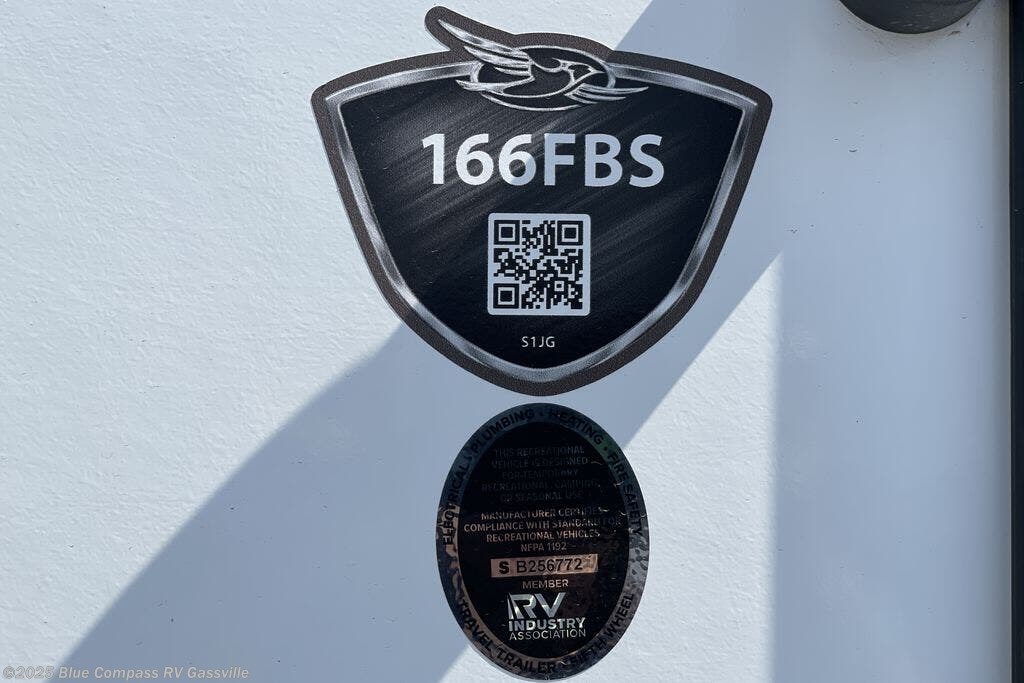 166FBS
S1JG
ELECTRICAL • PLUMBING • HEATING • FIRE SAFETY
THIS RECREATIONAL
VEHICLE IS DESIGNED
FOR TEMPORARY
RECREATIONAL, CAMPING,
OR SEASONAL USE
MANUFACTURER CERTIFIES
COMPLIANCE WITH STANDARD FOR
RECREATIONAL VEHICLES
NFPA 1192
S B256772
MEMBER
RV
INDUSTRY
ASSOCIATION
TRAVEL TRAILER • FIFTH WHEEL
©2025 Blue Compass RV Gassville